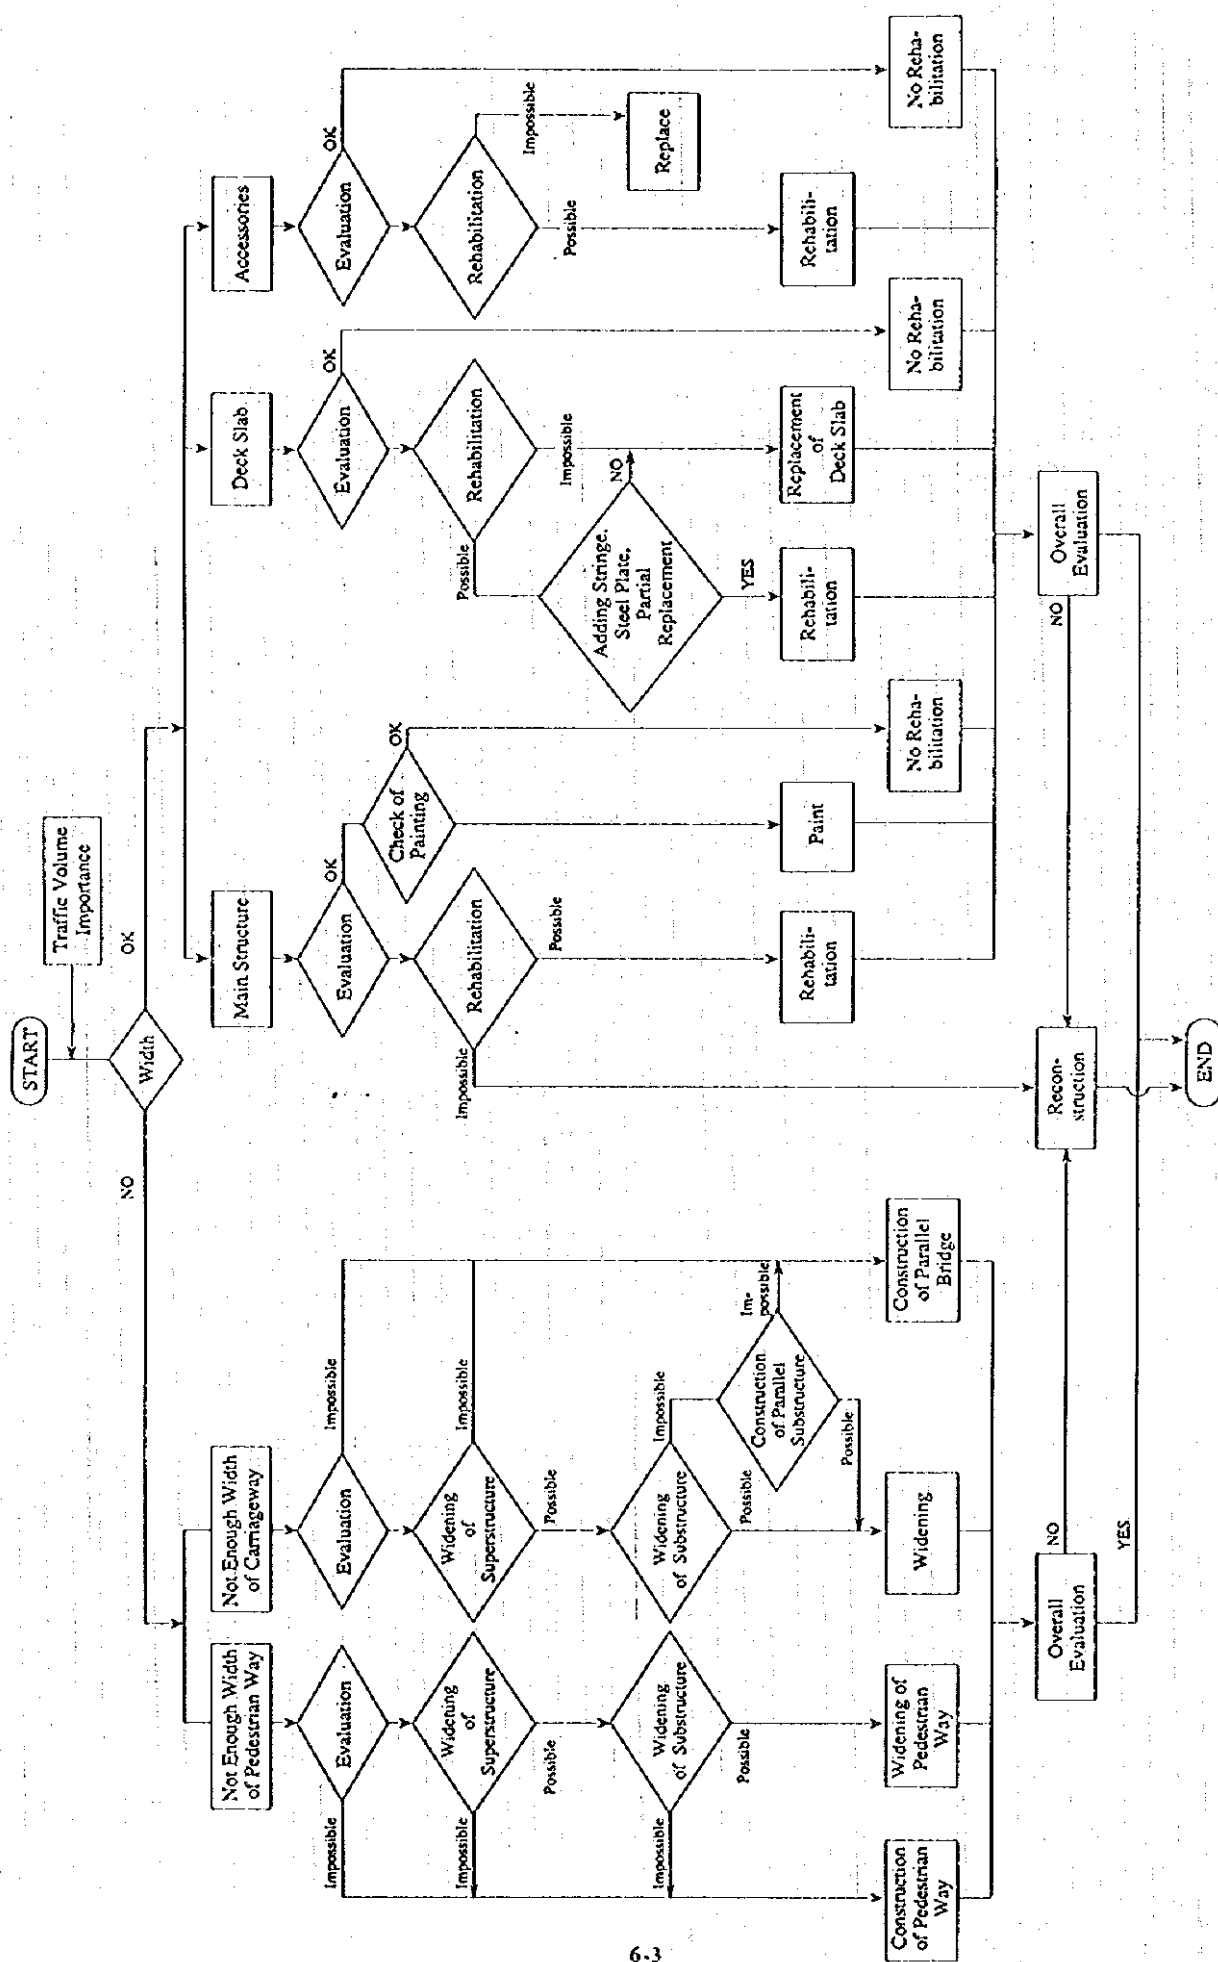 START
Traffic Volume
Importance
Width
NO
OK
Not Enough Width
of Pedestrian Way
Not Enough Width
of Carriageway
Main Structure
Deck Slab
Accessories
Evaluation
Impossible
Evaluation
Impossible
Evaluation
OK
Evaluation
OK
Evaluation
OK
Check of
Painting
OK
Widening
of
Superstructure
Impossible
Possible
Widening
of
Superstructure
Impossible
Possible
Rehabilitation
Impossible
Possible
Rehabilitation
Possible
Impossible
Rehabilitation
Impossible
Possible
Widening
of Substructure
Impossible
Possible
Widening
of Substructure
Impossible
Possible
Construction
of Parallel
Substructure
Im-
possible
Possible
Adding Stringe.
Steel Plate.
Partial
Replacement
NO
YES
Replace
Rehabili-
tation
Paint
Rehabili-
tation
Replacement
of
Deck Slab
Rehabili-
tation
Construction
of Pedestrian
Way
Widening of
Pedestrian
Way
Widening
Construction
of Parallel
Bridge
No Reha-
bilitation
No Reha-
bilitation
No Reha-
bilitation
Overall
Evaluation
NO
YES
Recon-
struction
Overall
Evaluation
NO
END
6-3